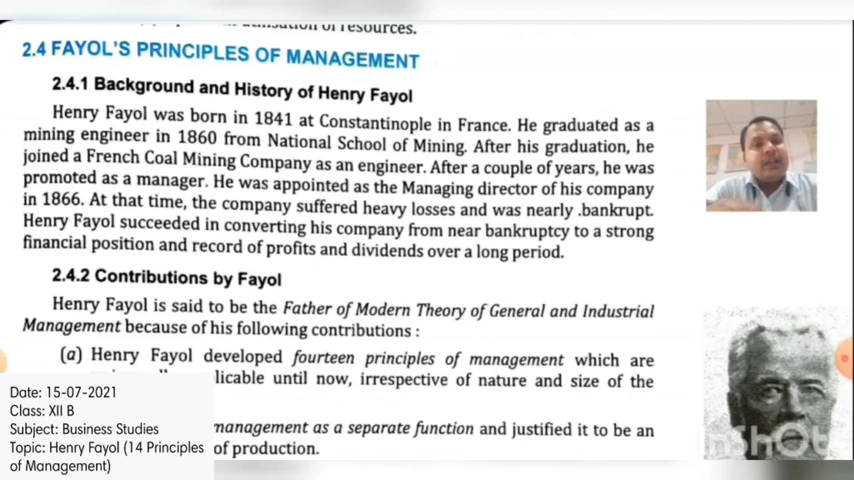 resources.
2.4 FAYOL'S PRINCIPLES OF MANAGEMENT
2.4.1 Background and History of Henry Fayol
Henry Fayol was born in 1841 at Constantinople in France. He graduated as a
mining engineer in 1860 from National School of Mining. After his graduation, he
joined a French Coal Mining Company as an engineer. After a couple of years, he was
promoted as a manager. He was appointed as the Managing director of his company
in 1866. At that time, the company suffered heavy losses and was nearly .bankrupt.
Henry Fayol succeeded in converting his company from near bankruptcy to a strong
financial position and record of profits and dividends over a long period.
2.4.2 Contributions by Fayol
Henry Fayol is said to be the Father of Modern Theory of General and Industrial
Management because of his following contributions :
(a) Henry Fayol developed fourteen principles of management which are
until now, irrespective of nature and size of the
management as a separate function and justified it to be an
of production.
Date: 15-07-2021
Class: XII B
Subject: Business Studies
Topic: Henry Fayol (14 Principles
of Management)
InShOt